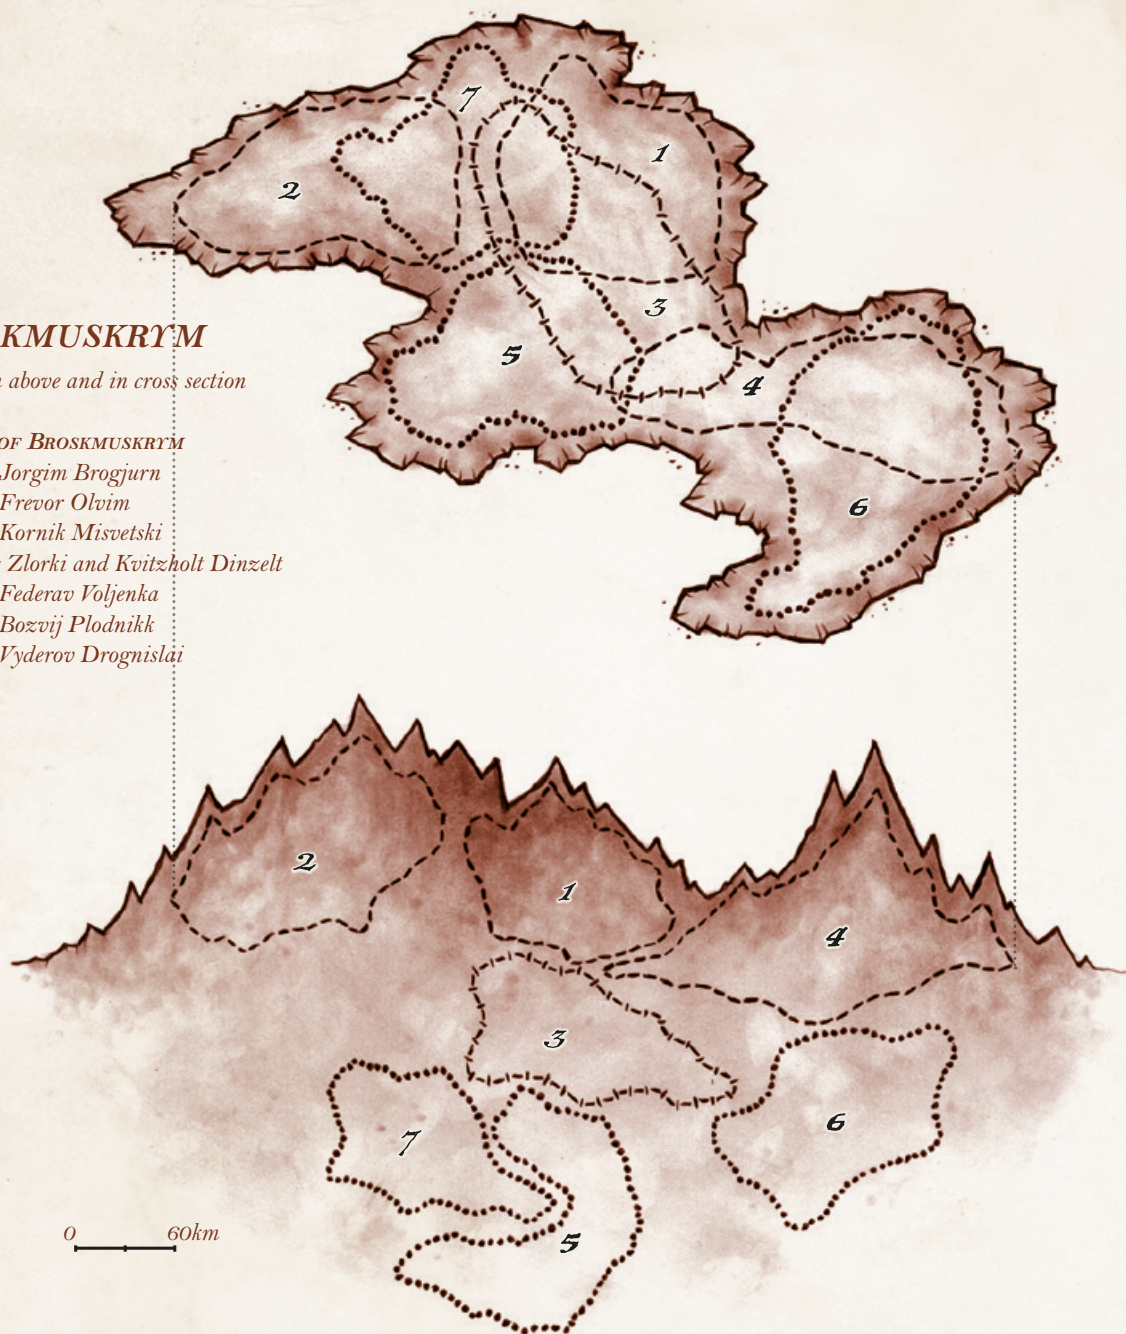 7
1
2
3
5
4
6
KMUSKRYM
above and in cross section
OF BROSKMUSKRYM
Jorgim Brogjurn
Frevor Olvim
Kornik Misvetski
Zlorki and Kvitzholt Dinzelt
Federav Voljenka
Bozvij Plodnikk
Vyderov Drognislai
2
1
4
3
6
7
5
0 60km